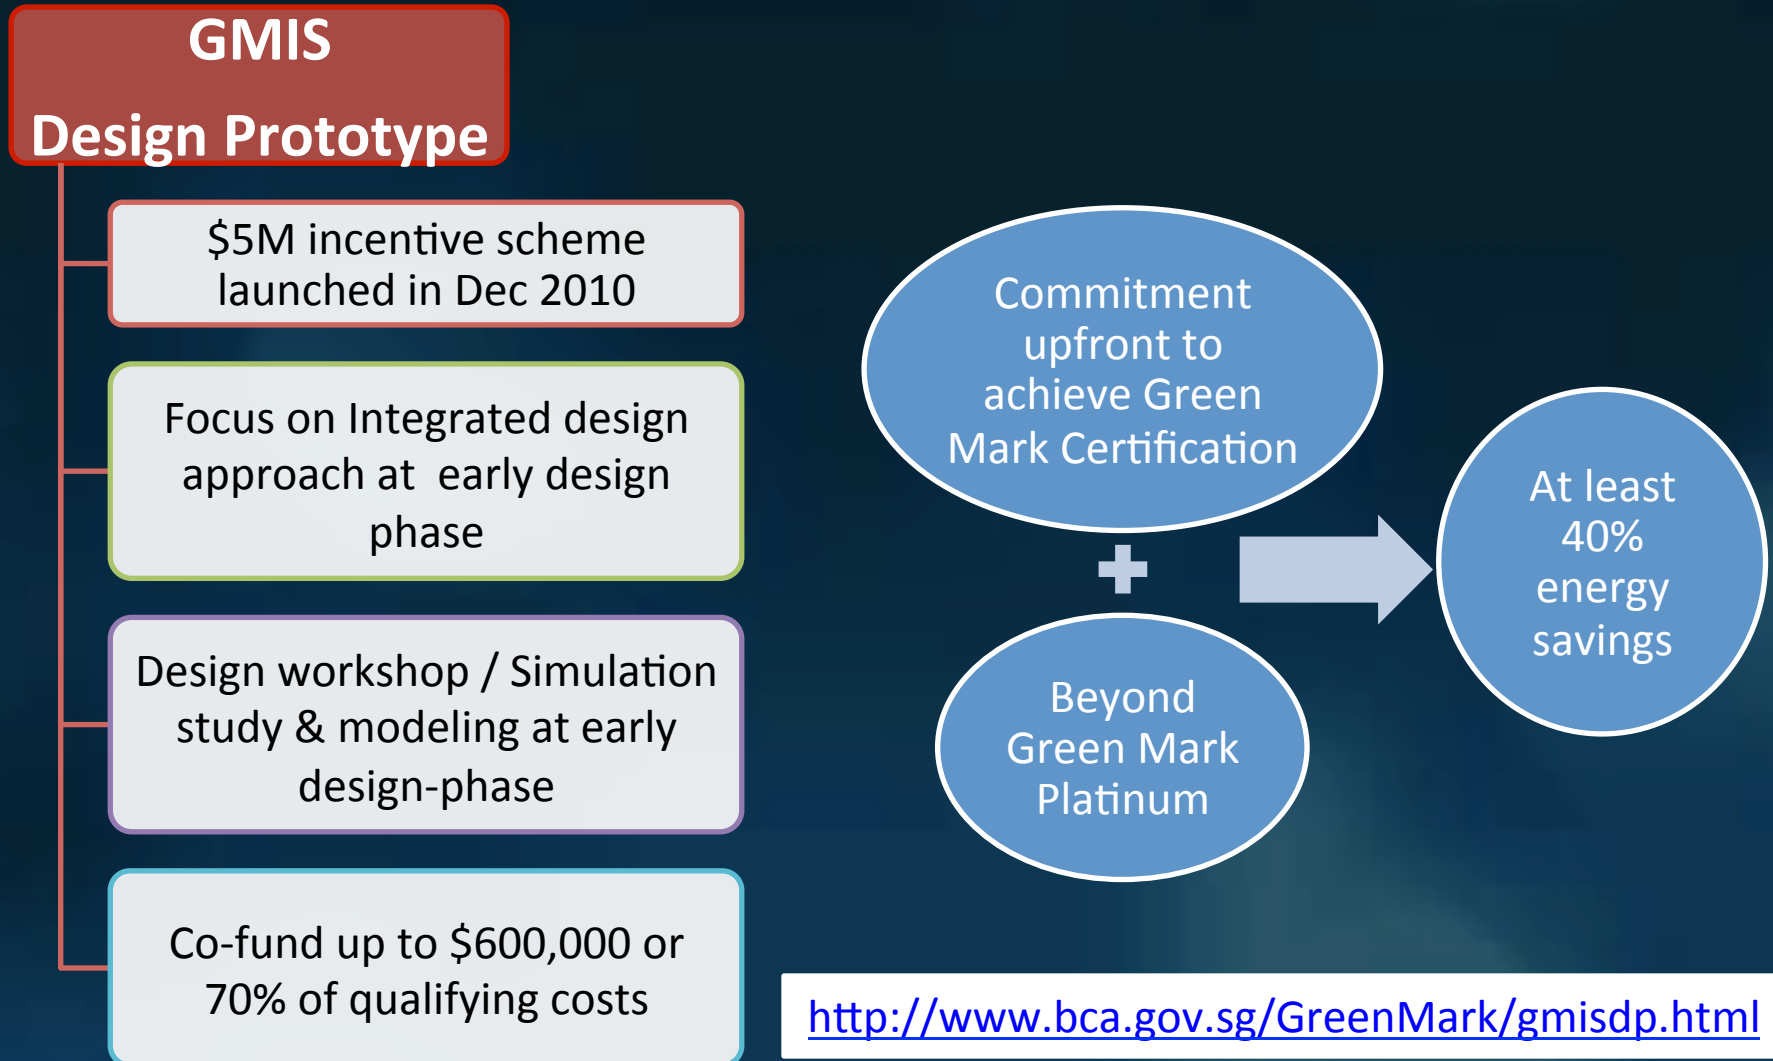 GMIS
Design Prototype
$5M incentive scheme
launched in Dec 2010
Focus on Integrated design
approach at early design
phase
Design workshop / Simulation
study & modeling at early
design-phase
Co-fund up to $600,000 or
70% of qualifying costs
Commitment
upfront to
achieve Green
Mark Certification
+
Beyond
Green Mark
Platinum
At least
40%
energy
savings
http://www.bca.gov.sg/GreenMark/gmisdp.html